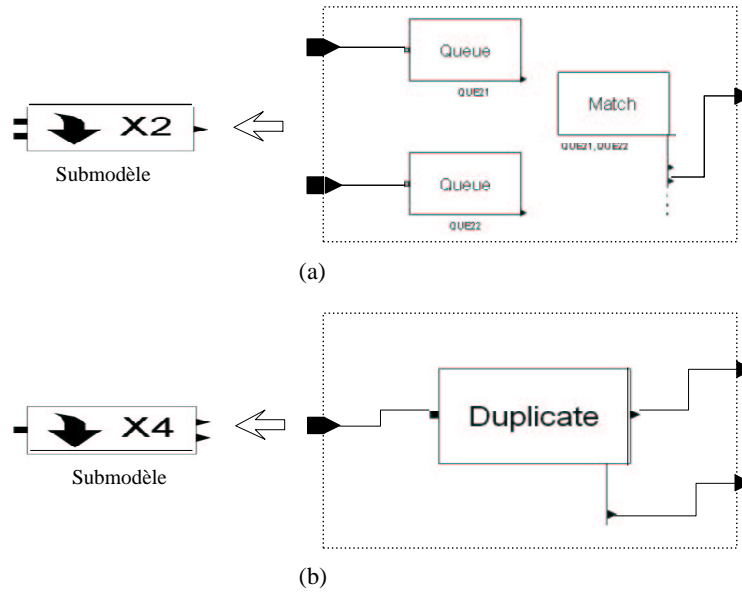 Queue
QUE21
Match
QUE21,QUE22
X2
Submodèle
Queue
QUE22
(a)
Duplicate
X4
Submodèle
(b)